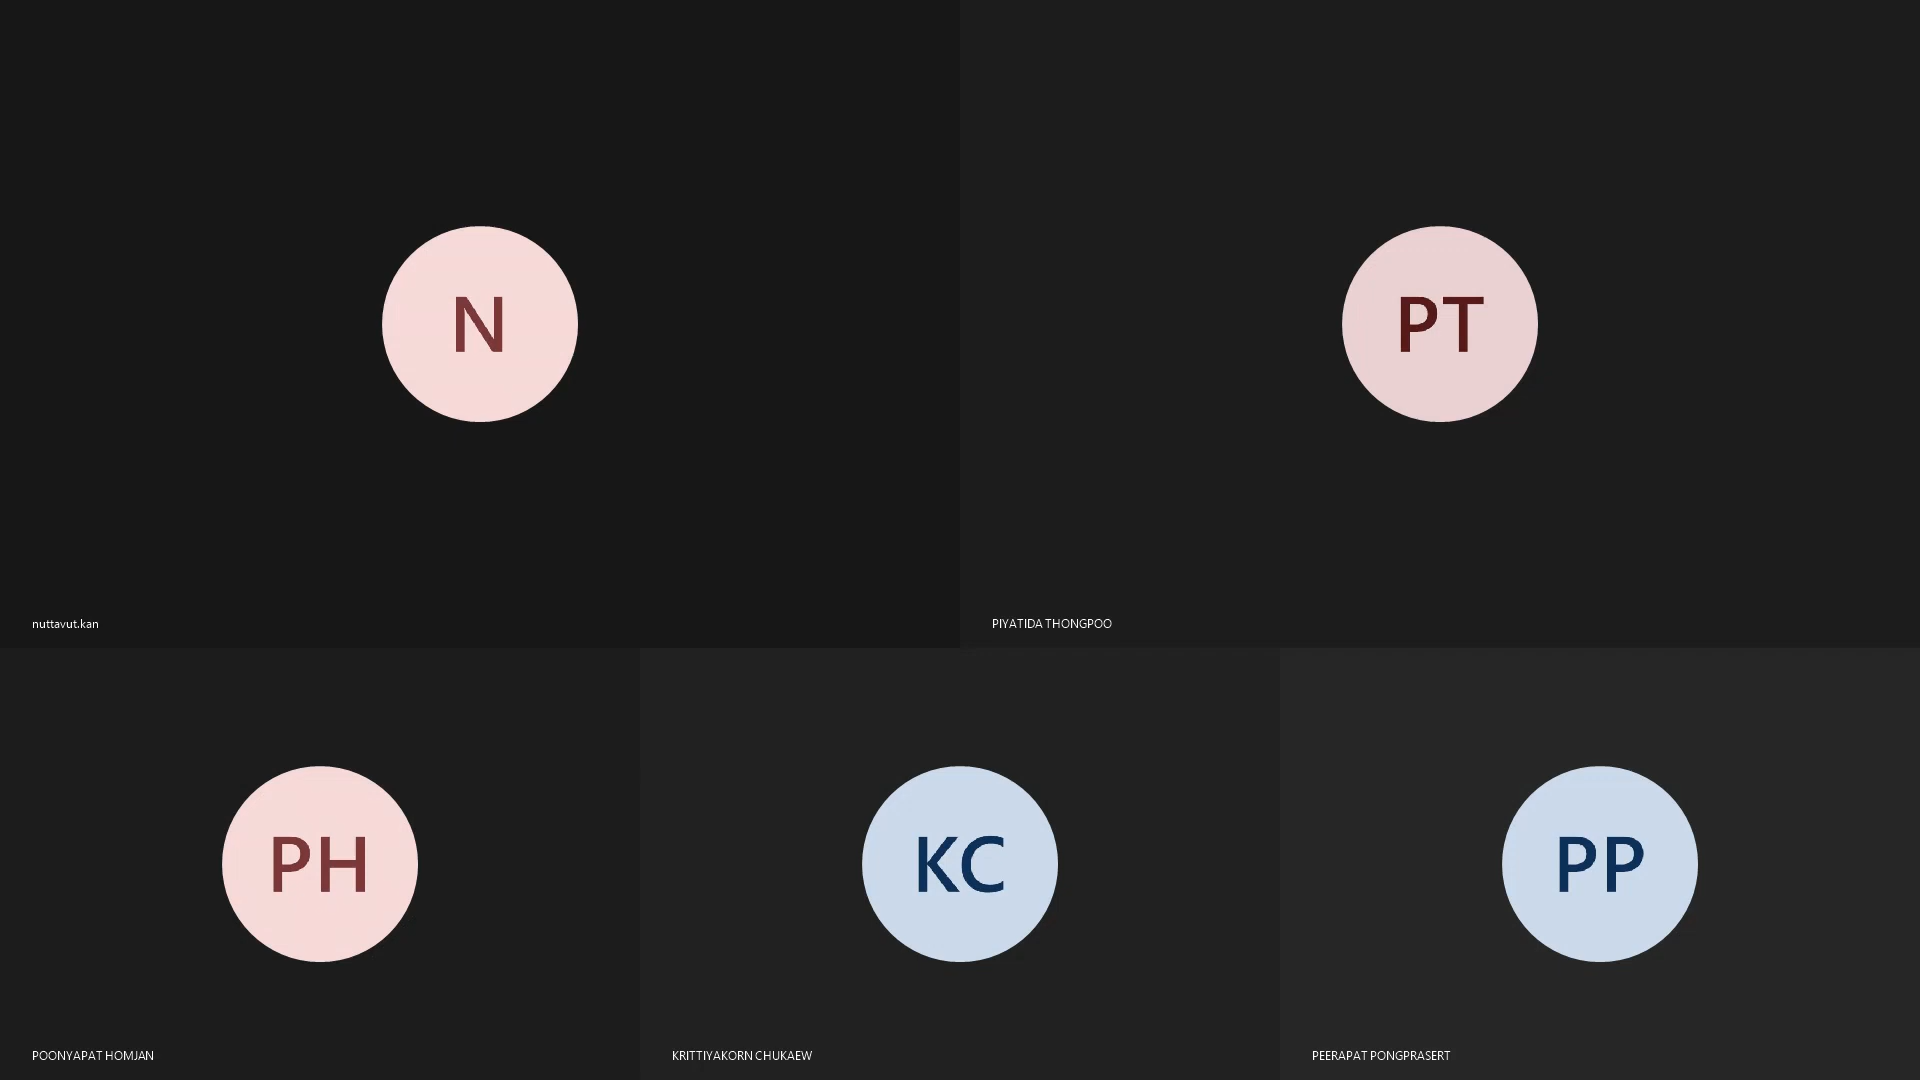 N
PT
nuttavut.kan
PIYATIDA THONGPOO
PH
KC
PP
POONYAPAT HOMJAN
KRITTIYAKORN CHUKAEW
PEERAPAT PONGPRASERT